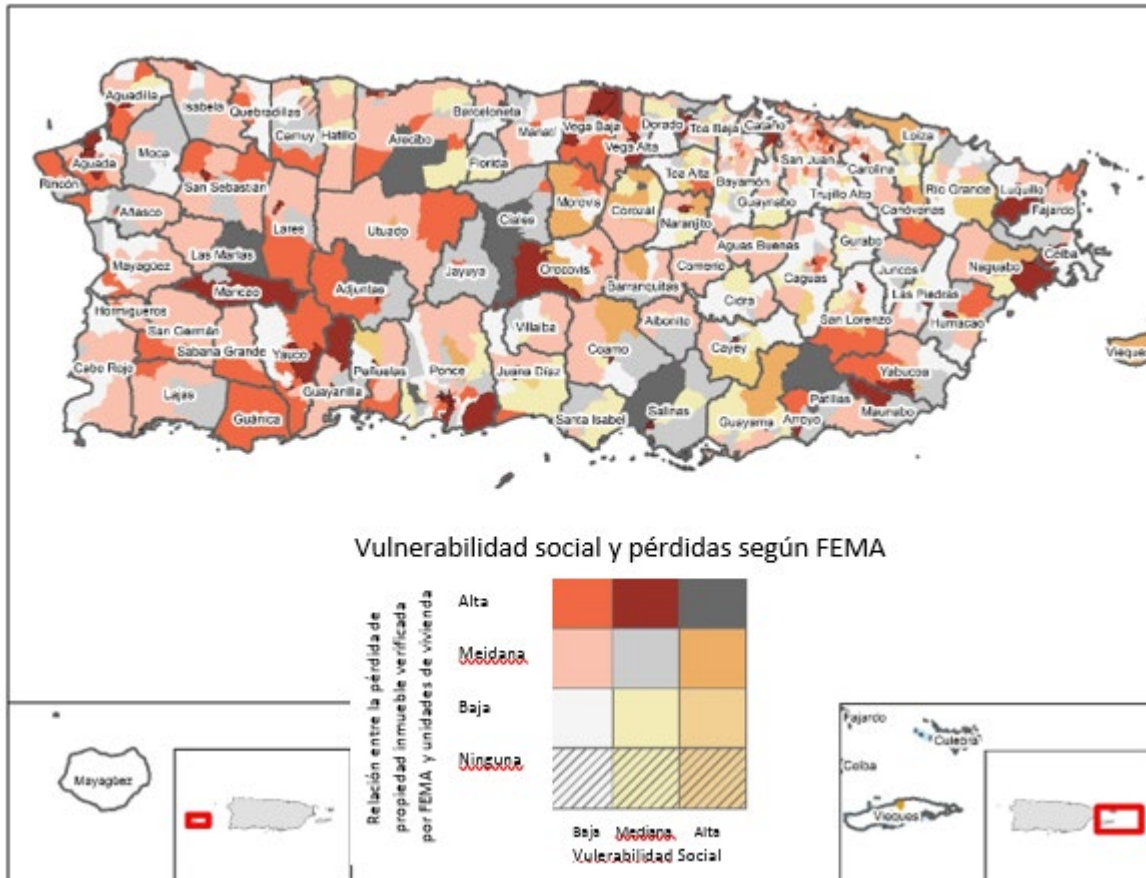 Aguadilla
Isabela
Quebradillas
Camuy
Hatillo
Arecibo
Barceloneta
Manatí
Vega Baja
Vega Alta
Dorado
Toa Baja
Cataño
San Juan
Loiza
Carolina
Aguada
Moca
Rincón
San Sebastián
Florida
Toa Alta
Bayamón
Guaynabo
Trujillo Alto
Canóvanas
Río Grande
Luquillo
Fajardo
Añasco
Lares
Utuado
Ciales
Morovis
Corozal
Naranjito
Aguas Buenas
Gurabo
Ceiba
Mayagüez
Las Marías
Maricao
Adjuntas
Jayuya
Orocovis
Barranquitas
Comerío
Caguas
Juncos
Naguabo
Las Piedras
Hormigueros
San Germán
Sabana Grande
Yauco
Villalba
Aibonito
Cidra
San Lorenzo
Humacao
Cabo Rojo
Lajas
Guánica
Guayanilla
Peñuelas
Ponce
Juana Díaz
Coamo
Cayey
Yabucoa
Santa Isabel
Salinas
Guayama
Patillas
Arroyo
Maunabo
Vieques
Vulnerabilidad social y pérdidas según FEMA
Relación entre la pérdida de
propiedad inmueble verificada
por FEMA y unidades de vivienda
Alta
Meidana
Baja
Ninguna
Baja Mediana Alta
Vulerabilidad Social
Mayagüez
Fajardo
Culebra
Ceiba
Vieques